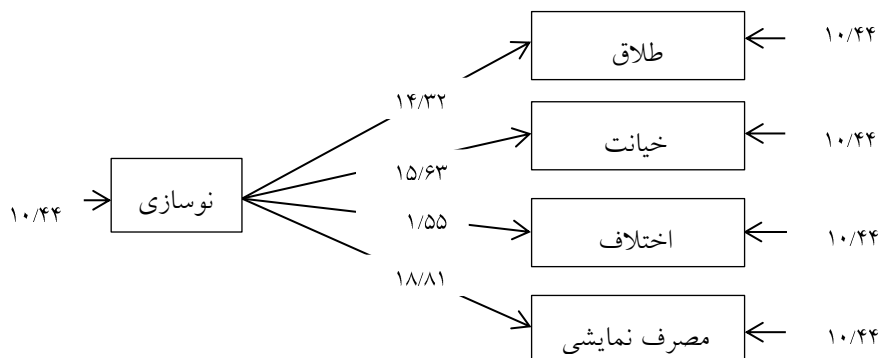 طلاق
۱۰/۴۴
۱۴/۳۲
خیانت
۱۰/۴۴
۱۵/۶۳
نوسازی
۱۰/۴۴
۱/۵۵
اختلاف
۱۰/۴۴
۱۸/۸۱
مصرف نمایشی
۱۰/۴۴